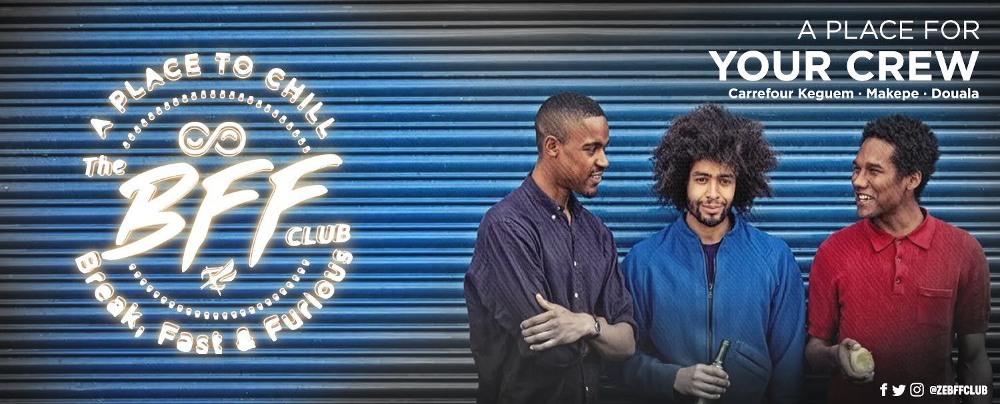 A PLACE TO CHILL
The
BFF
CLUB
Break, Fast & Furious
A PLACE FOR
YOUR CREW
Carrefour Keguem · Makepe · Douala
@ZEBFFCLUB